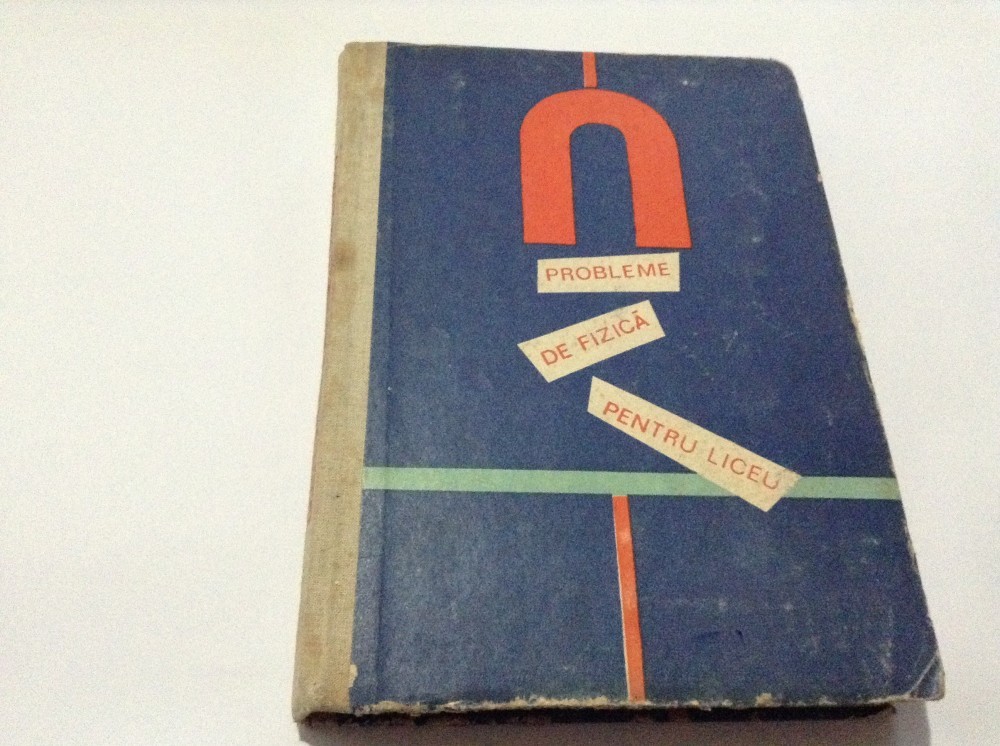 PROBLEME
DE FIZICĂ
PENTRU LICEU